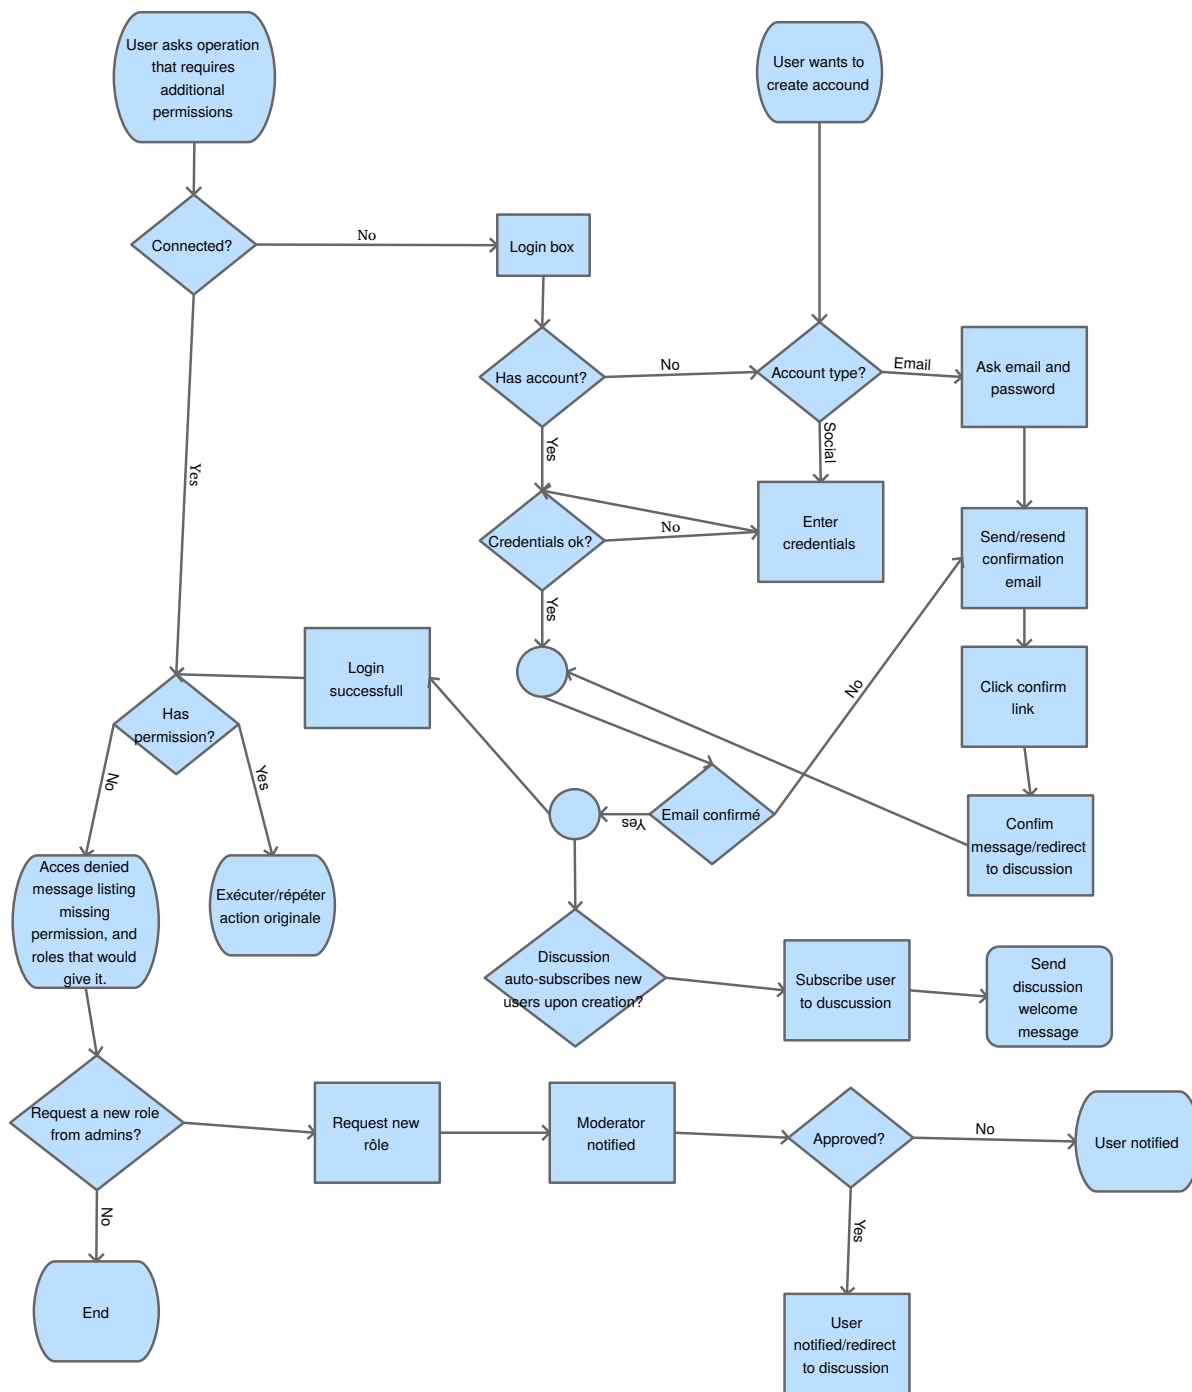 User asks operation
that requires
additional
permissions
User wants to
create accound
Connected?
No
Login box
Has account?
No
Account type?
Email
Ask email and
password
Yes
Yes
Social
Credentials ok?
No
Enter
credentials
Send/resend
confirmation
email
Yes
Login
successfull
No
Click confirm
link
Has
permission?
No
Yes
Email confirmé
Yes
Confim
message/redirect
to discussion
Acces denied
message listing
missing
permission, and
roles that would
give it.
Exécuter/répéter
action originale
Discussion
auto-subscribes new
users upon creation?
Subscribe user
to duscussion
Send
discussion
welcome
message
Request a new role
from admins?
Request new
rôle
Moderator
notified
Approved?
No
User notified
No
Yes
End
User
notified/redirect
to discussion